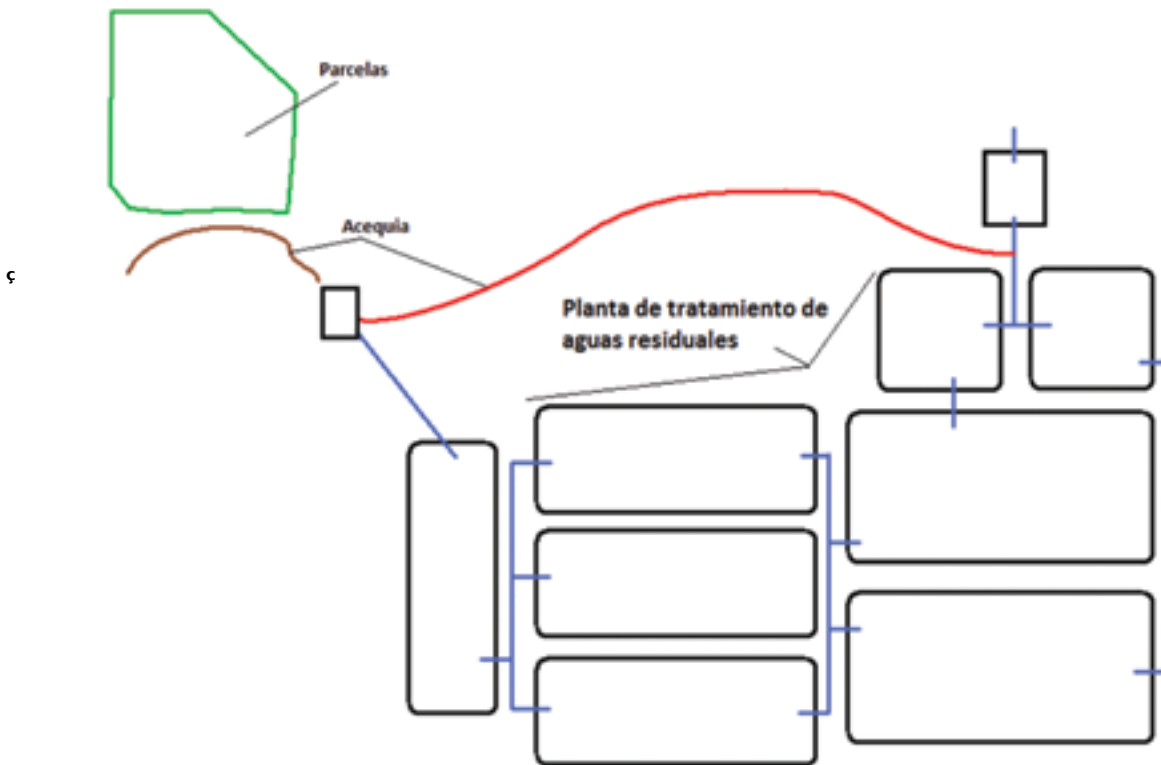 Parcelas
Acequia
ç
Planta de tratamiento de
aguas residuales